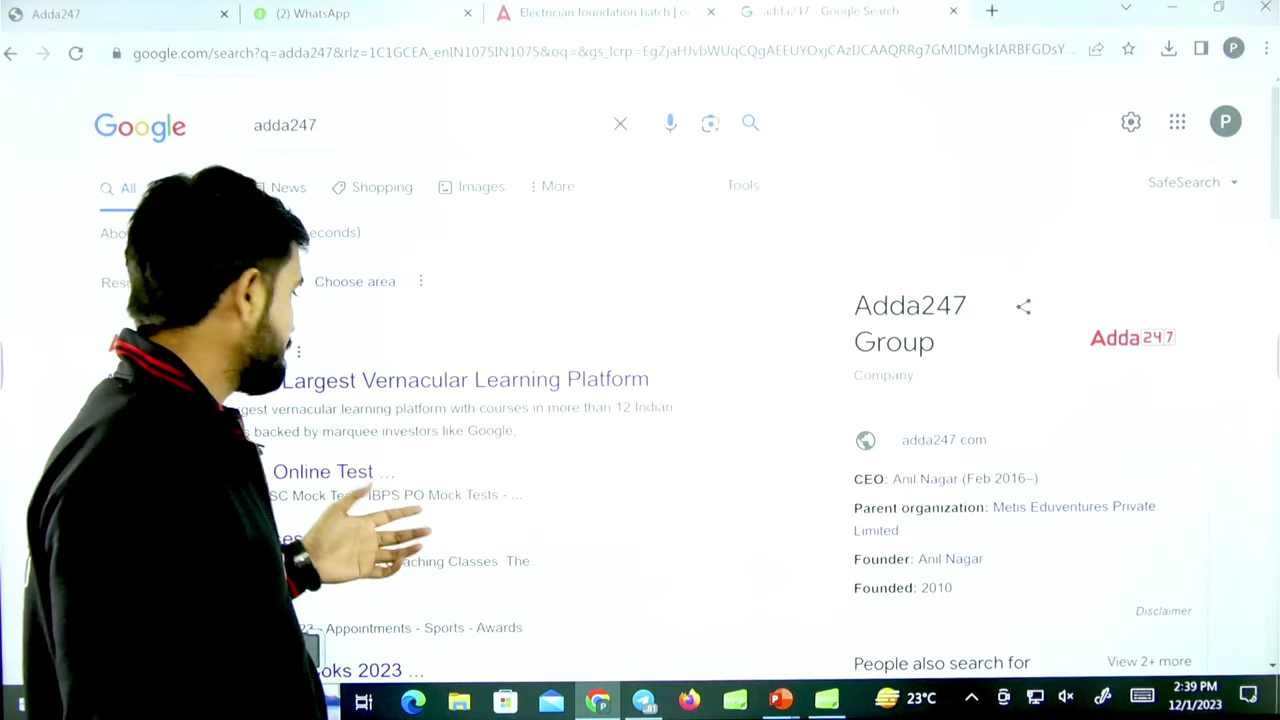 Adda247
(2) WhatsApp
Electrician foundation batch | o
adda247 - Google Search
google.com/search?q=adda247&rlz=1C1GCEA_enIN1075IN1075&oq=&gs_lcrp=EgZjaHJvbWUqCQgAEEUYOxjCAzIJCAAQRRg7GMIDMgkIARBFGDsY...
P
Google
adda247
P
All
News
Shopping
Images
More
Tools
SafeSearch
Abo
econds)
Resu
Choose area
Adda247
Group
Company
Adda247
Largest Vernacular Learning Platform
gest vernacular learning platform with courses in more than 12 Indian
s backed by marquee investors like Google,
adda247 com
Online Test ...
SC Mock Te
IBPS PO Mock Tests - ...
CEO: Anil Nagar (Feb 2016–)
Parent organization: Metis Eduventures Private
Limited
ses
aching Classes. The
Founder: Anil Nagar
Founded: 2010
Disclaimer
- Appointments - Sports - Awards
oks 2023 ...
People also search for
View 2+ more
23°C
2:39 PM
12/1/2023